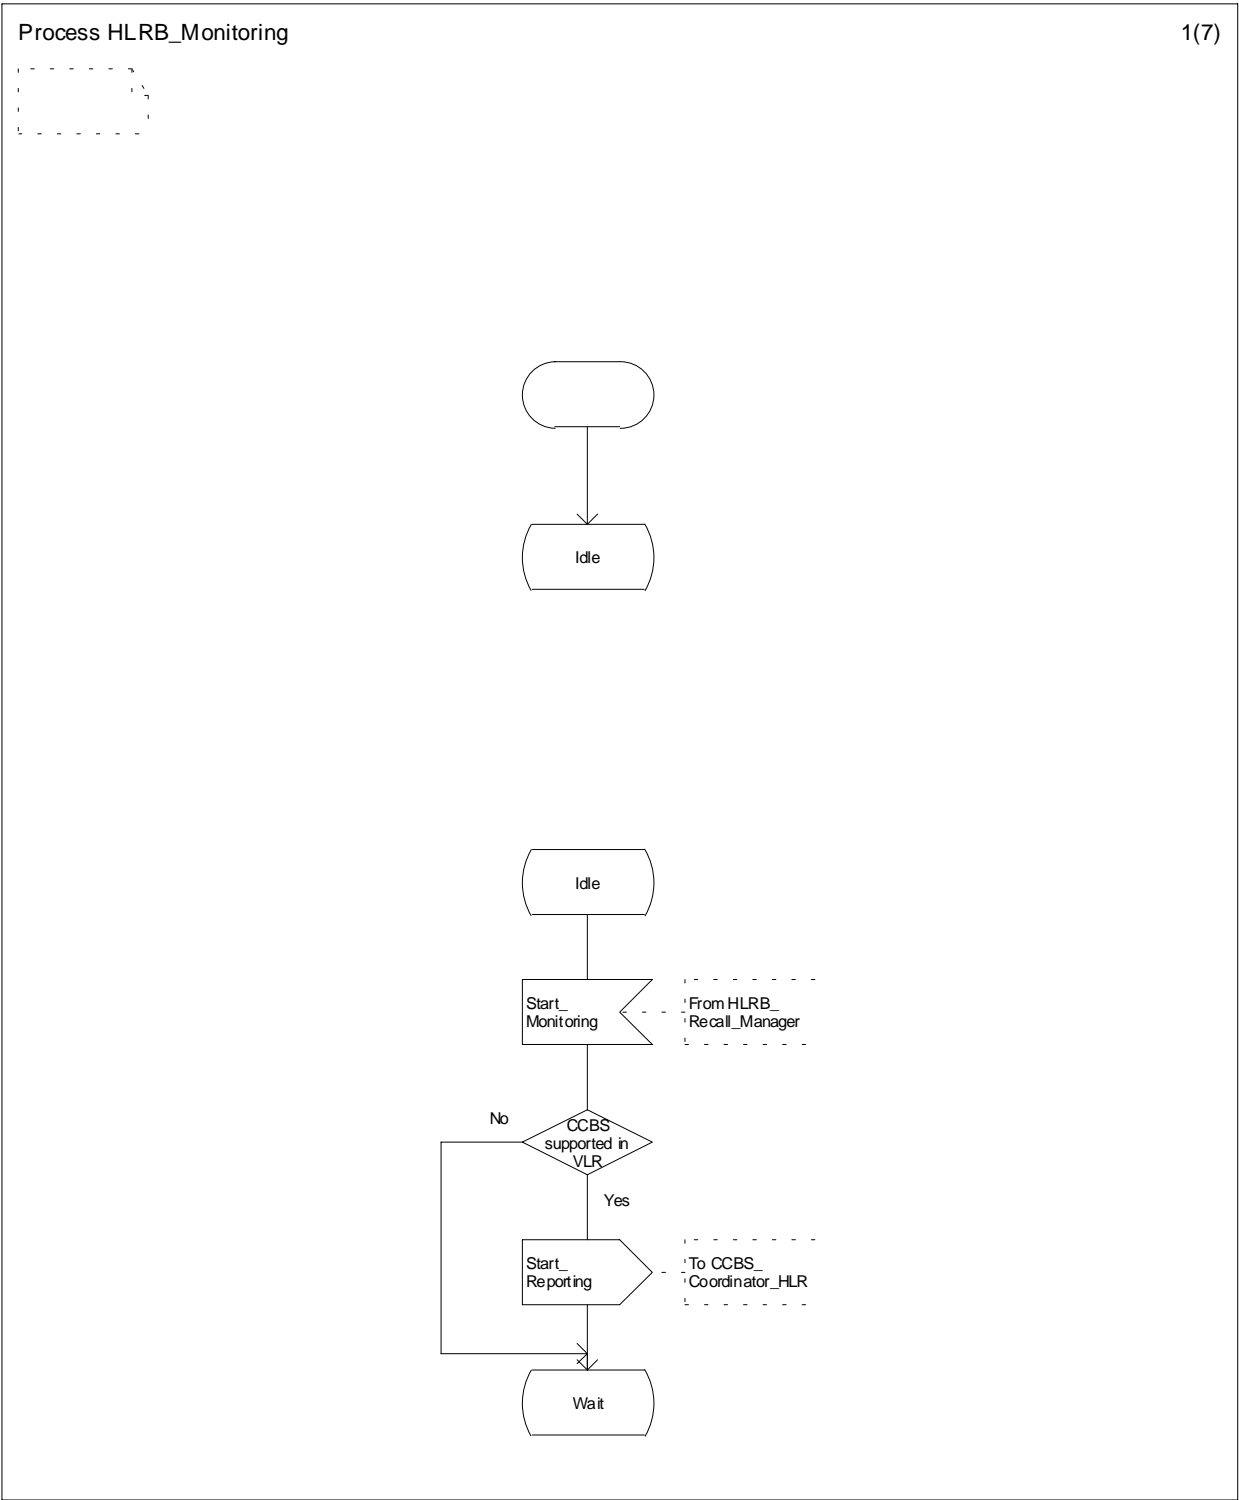 Process HLRB_Monitoring
1(7)
Idle
Idle
Start_
Monitoring
From HLRB_
Recall_Manager
No
CCBS
supported in
VLR
Yes
Start_
Reporting
To CCBS_
Coordinator_HLR
Wait